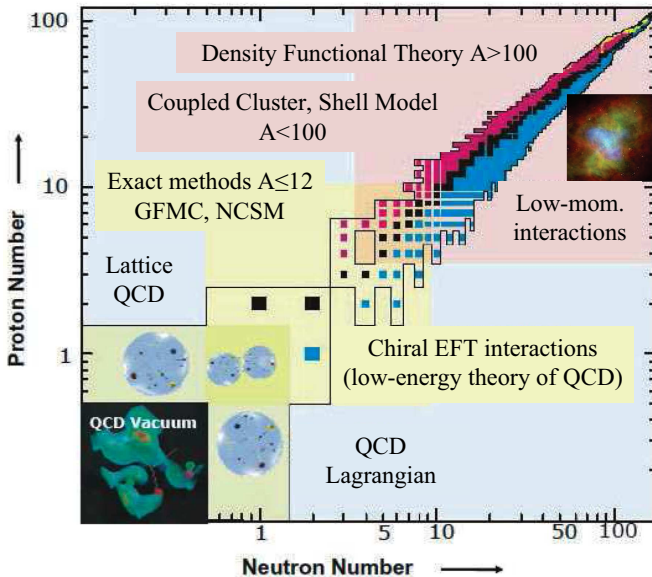 100
Density Functional Theory A>100
Coupled Cluster, Shell Model
A<100
10
Exact methods A≤12
GFMC, NCSM
Low-mom.
interactions
Lattice
QCD
Proton Number
1
Chiral EFT interactions
(low-energy theory of QCD)
QCD Vacuum
QCD
Lagrangian
1 5 10 50 100
Neutron Number